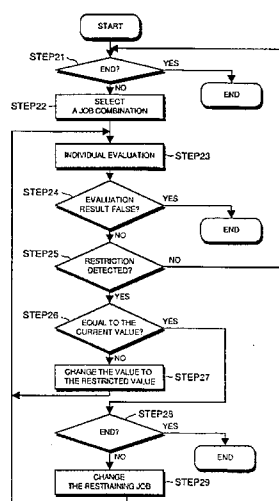 START
STEP21
END?
YES
NO
END
STEP22
SELECT
A JOB COMBINATION
INDIVIDUAL EVALUATION
STEP23
STEP24
EVALUATION
RESULT FALSE?
YES
NO
END
STEP25
RESTRICTION
DETECTED?
NO
YES
STEP26
EQUAL TO THE
CURRENT VALUE?
YES
NO
CHANGE THE VALUE TO
THE RESTRICTED VALUE
STEP27
STEP28
END?
YES
NO
END
CHANGE
THE RESTRAINING JOB
STEP29